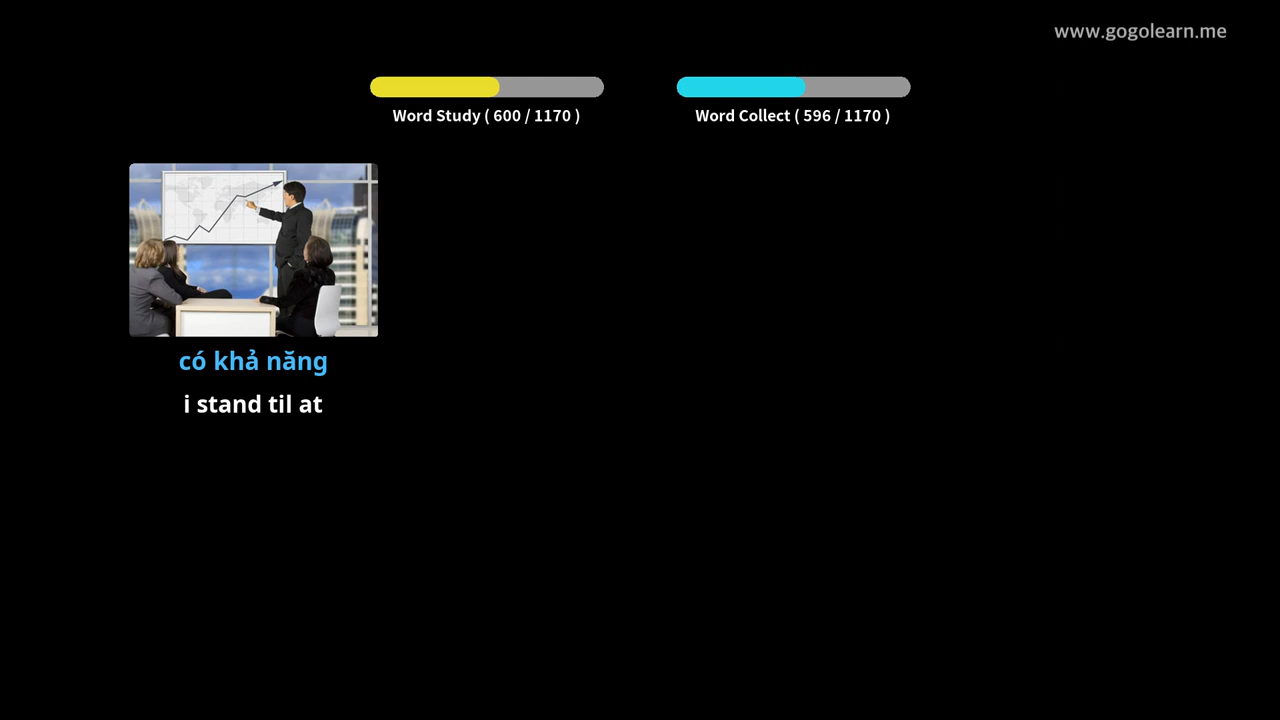 www.gogolearn.me
Word Study ( 600 / 1170 )
Word Collect ( 596 / 1170 )
có khả năng
i stand til at